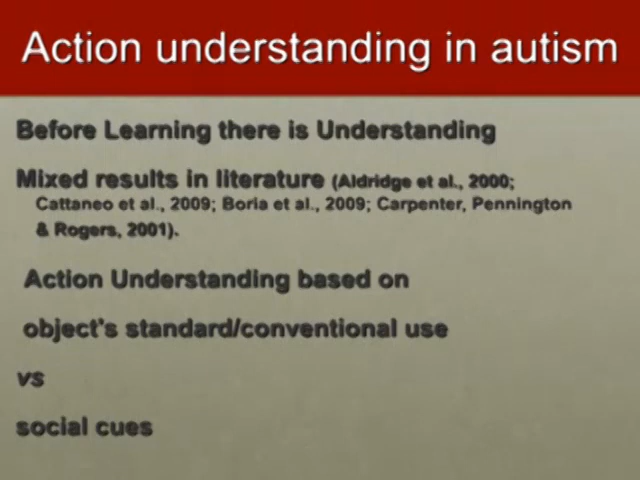 Action understanding in autism
Before Learning there is Understanding
Mixed results in literature (Aldridge et al., 2000;
Cattaneo et al., 2009; Boria et al., 2009; Carpenter, Pennington
& Rogers, 2001).
Action Understanding based on
object's standard/conventional use
vs
social cues